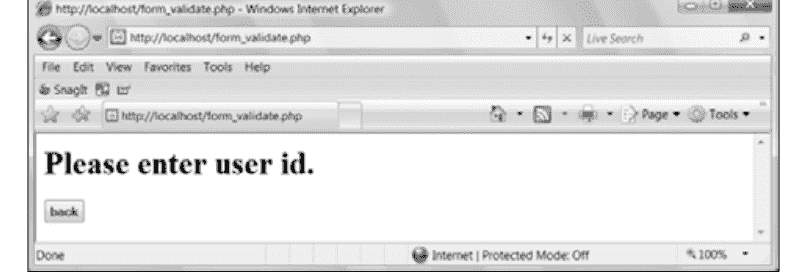 http://localhost/form_validate.php - Windows Internet Explorer
http://localhost/form_validate.php Live Search
File Edit View Favorites Tools Help
SnagIt
http://localhost/form_validate.php Page Tools
Please enter user id.
back
Done Internet | Protected Mode: Off 100%